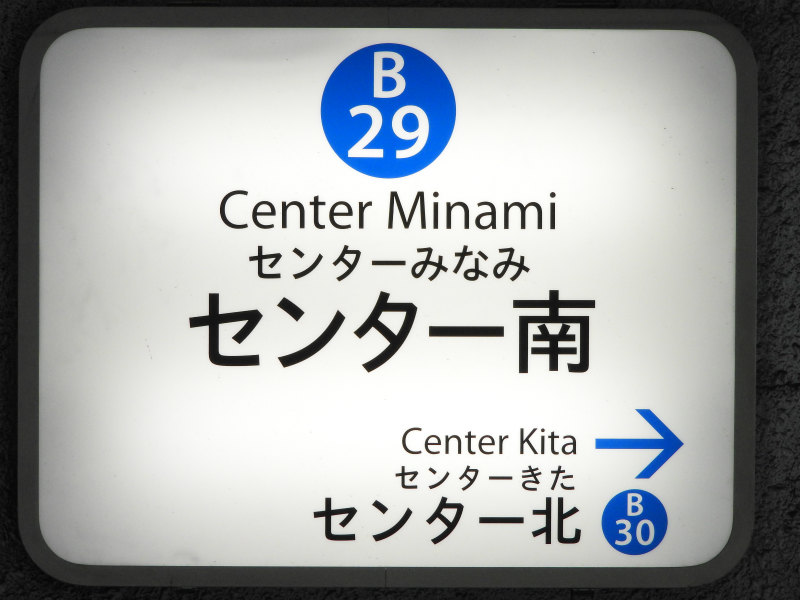 B
29
Center Minami
センターみなみ
センター南
Center Kita
センターきた
センター北
B
30